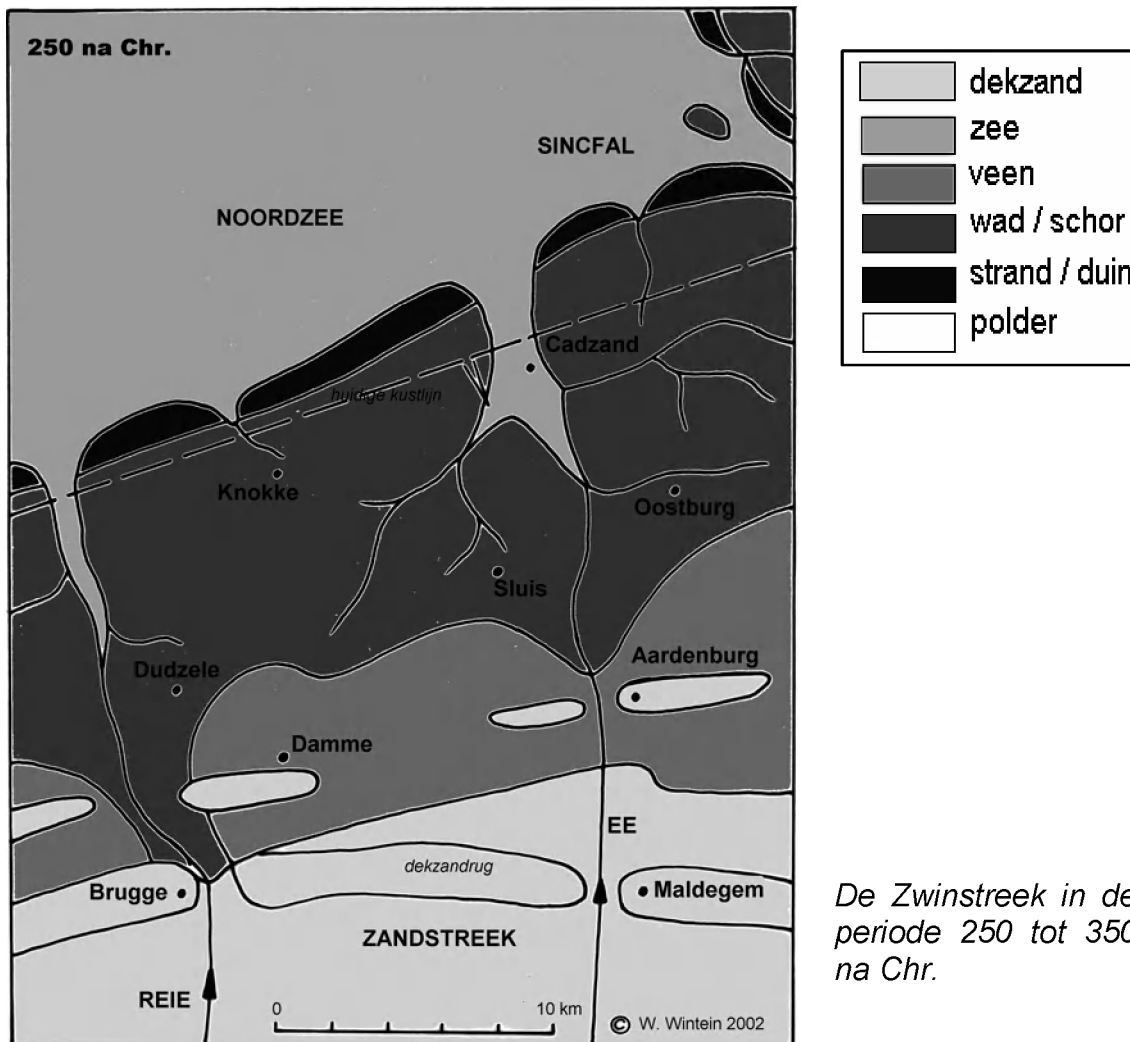 250 na Chr.
SINCFAL
NOORDZEE
Cadzand
huidige kustlijn
Knokke
Oostburg
Sluis
Dudzele
Aardenburg
Damme
EE
dekzandrug
Brugge
Maldegem
ZANDSTREEK
REIE
0 10 km
© W. Wintein 2002
dekzand
zee
veen
wad / schor
strand / duin
polder
De Zwinstreek in de
periode 250 tot 350
na Chr.